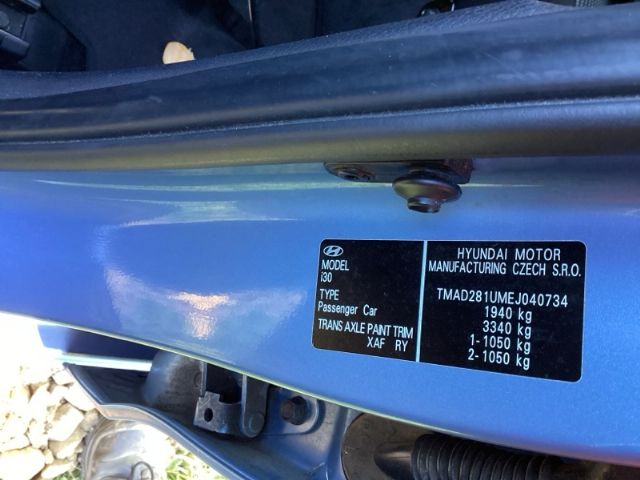 MODEL
i30
TYPE
Passenger Car
TRANS AXLE PAINT TRIM
XAF RY
HYUNDAI MOTOR
MANUFACTURING CZECH S.R.O.
TMAD281UMEJ040734
1940 kg
3340 kg
1-1050 kg
2-1050 kg